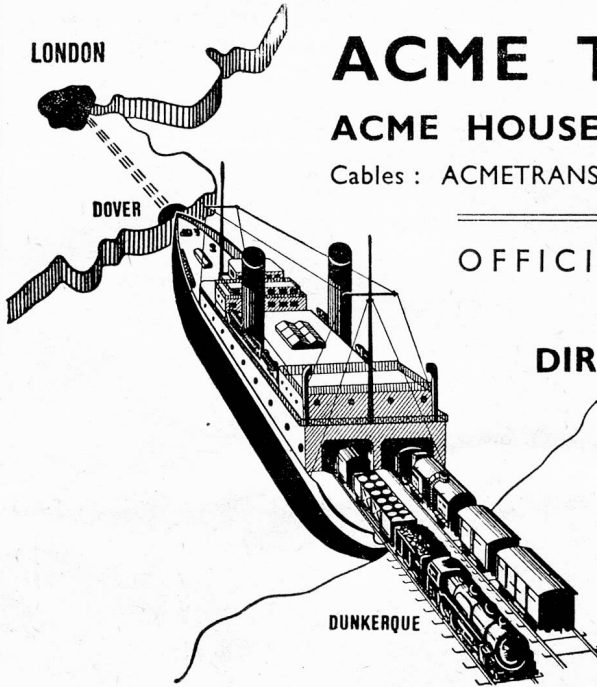 LONDON
DOVER
DUNKERQUE
ACME T
ACME HOUSE
Cables : ACMETRANS
OFFICI
DIR